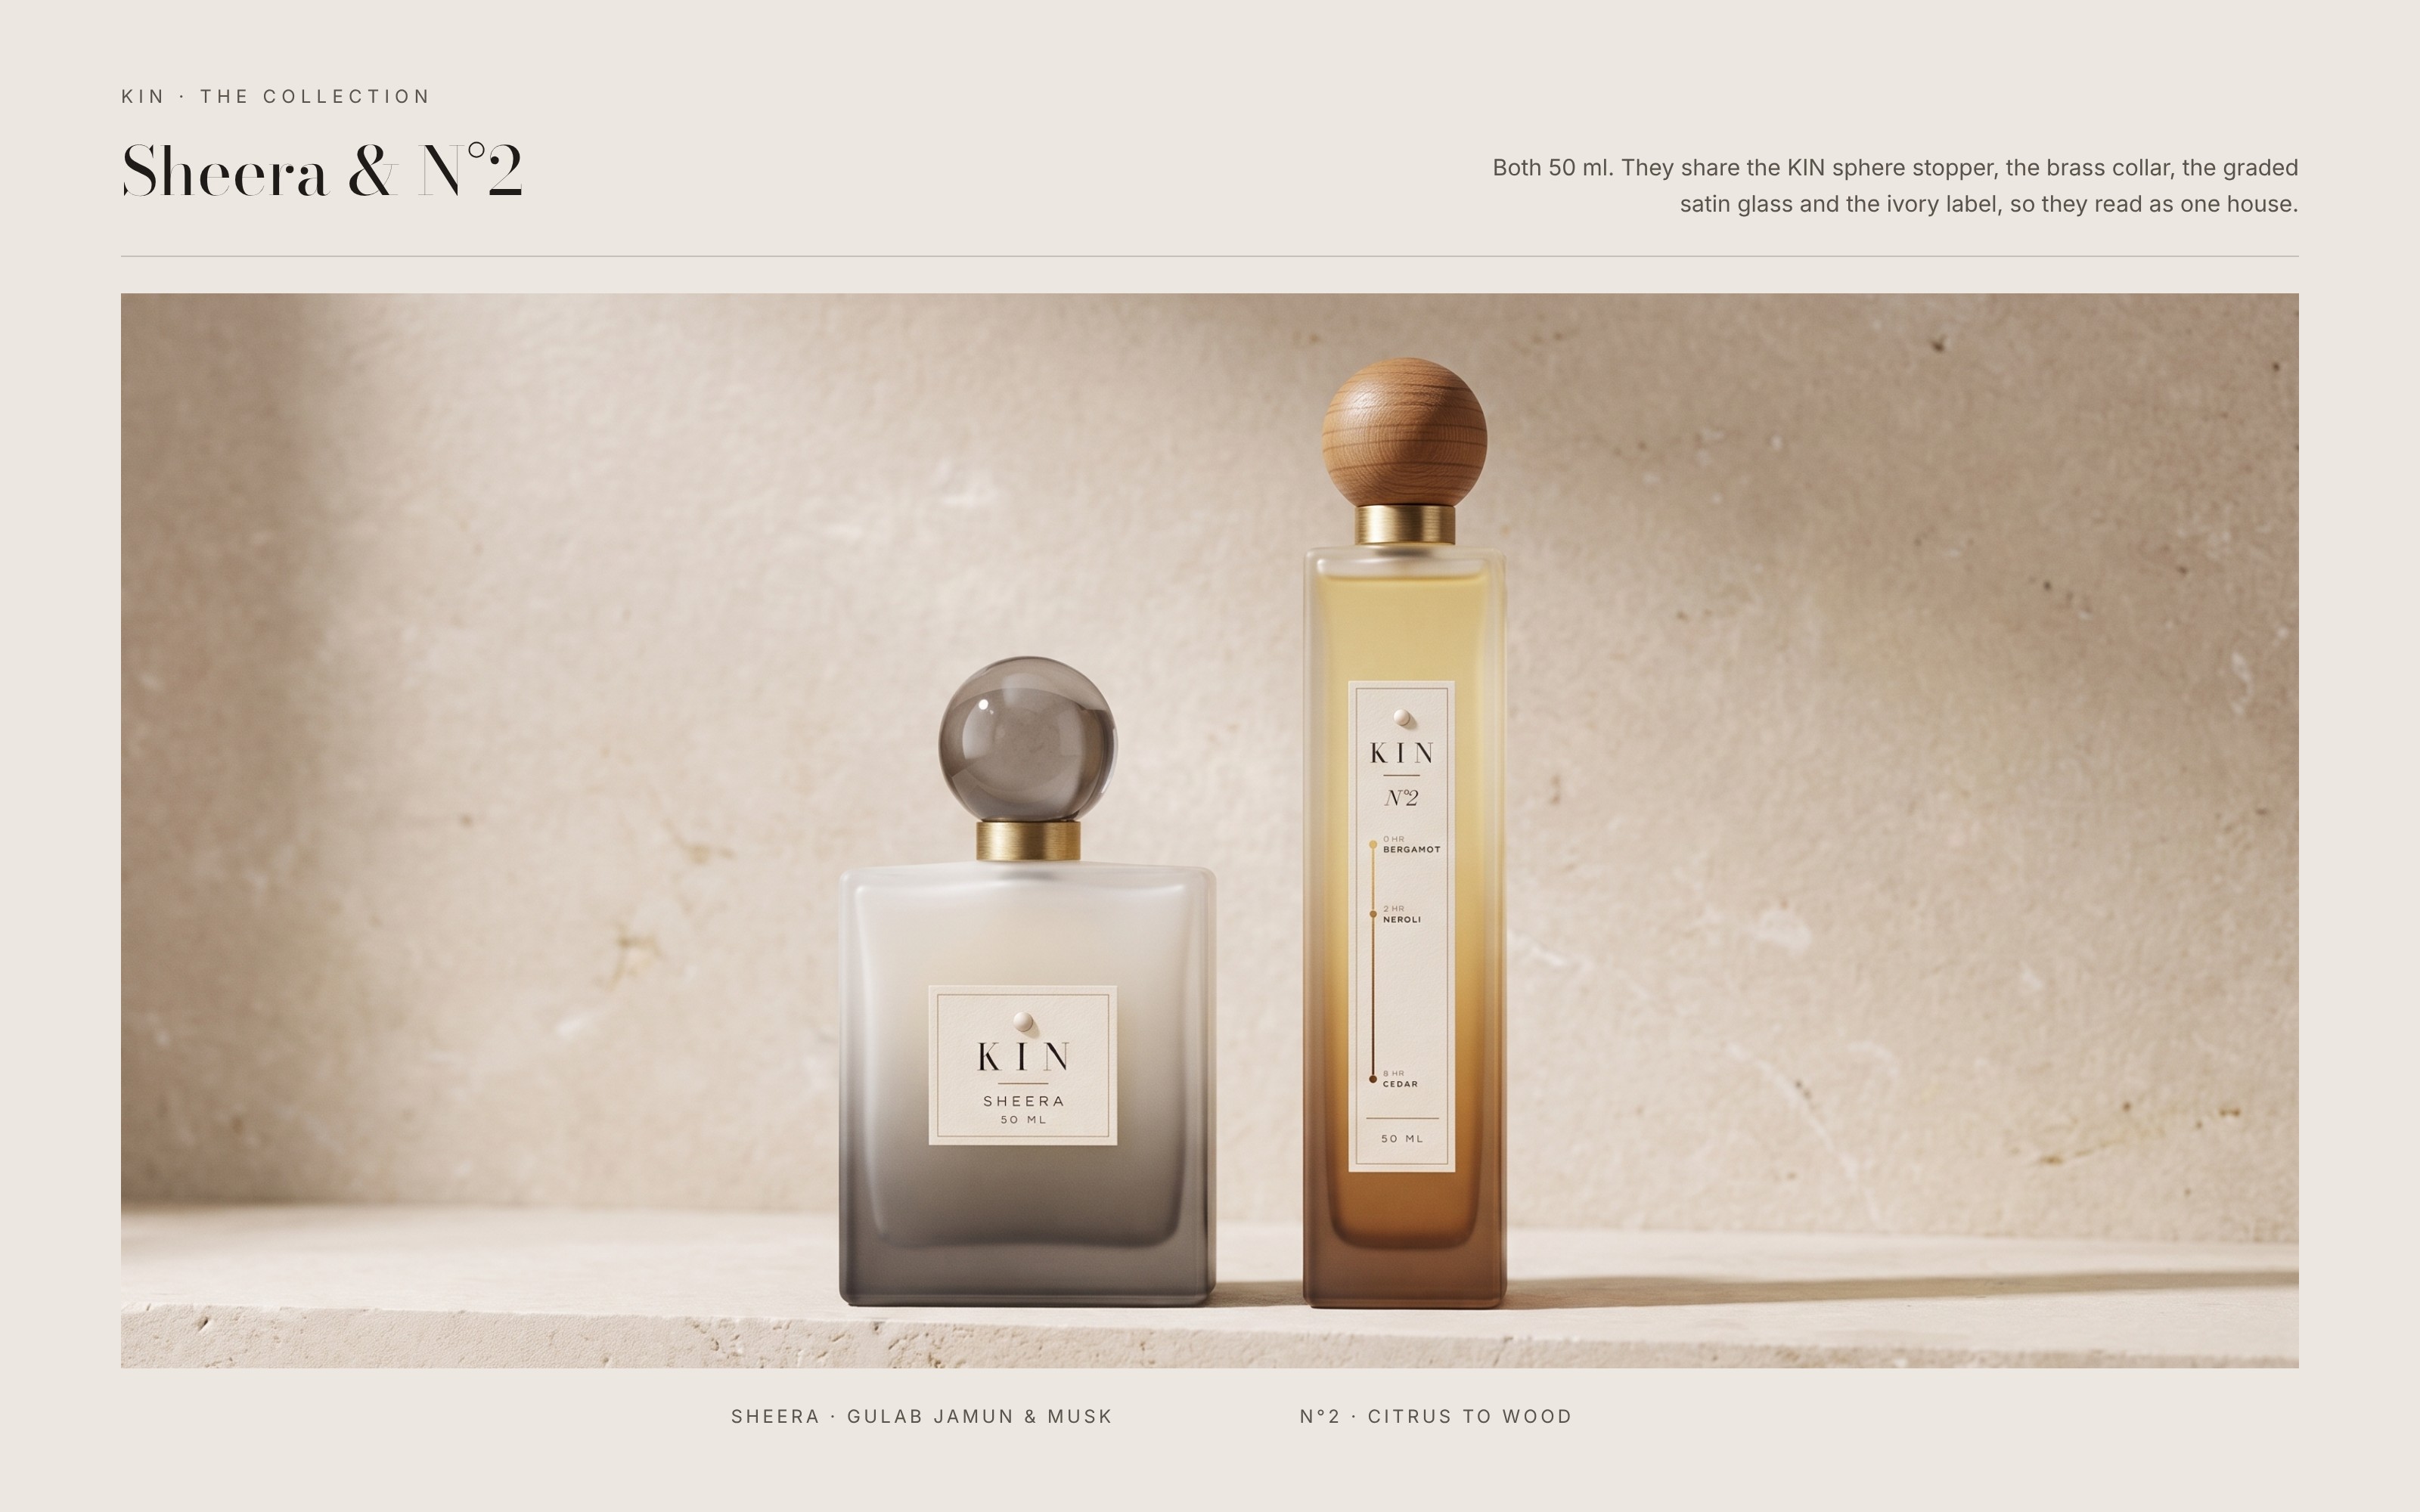 KIN · THE COLLECTION
Sheera & N°2
Both 50 ml. They share the KIN sphere stopper, the brass collar, the graded
satin glass and the ivory label, so they read as one house.
KIN
SHEERA
50 ML
KIN
N°2
0 HR
BERGAMOT
2 HR
NEROLI
8 HR
CEDAR
50 ML
SHEERA · GULAB JAMUN & MUSK
N°2 · CITRUS TO WOOD